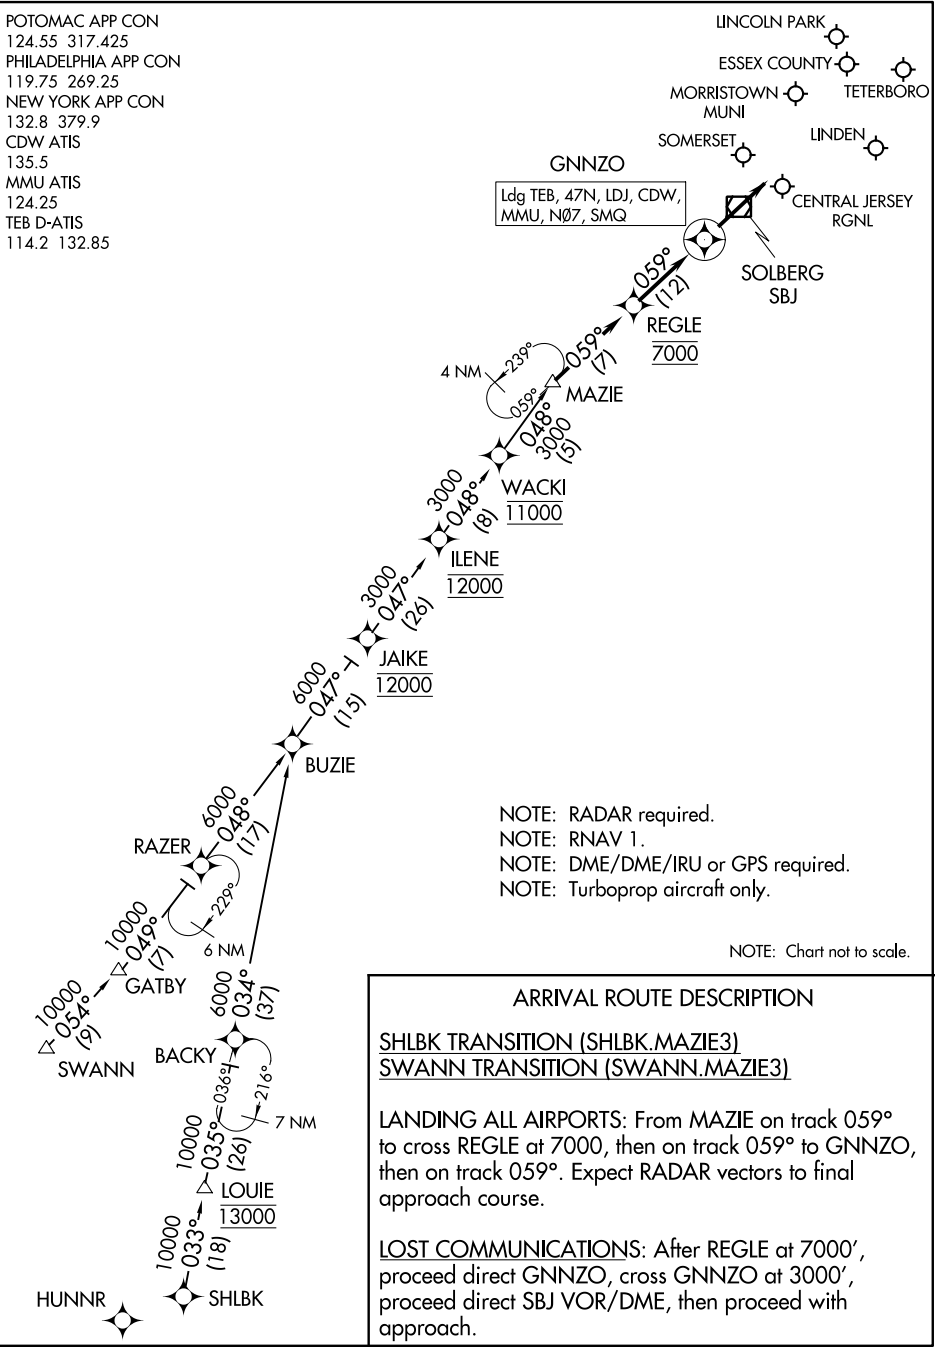 POTOMAC APP CON
124.55 317.425
PHILADELPHIA APP CON
119.75 269.25
NEW YORK APP CON
132.8 379.9
CDW ATIS
135.5
MMU ATIS
124.25
TEB D-ATIS
114.2 132.85
LINCOLN PARK
ESSEX COUNTY
TETERBORO
MORRISTOWN
MUNI
SOMERSET
LINDEN
CENTRAL JERSEY
RGNL
GNNZO
Ldg TEB, 47N, LDJ, CDW,
MMU, NØ7, SMQ
SOLBERG
SBJ
059°
(12)
REGLE
7000
059°
(7)
239°
4 NM
059°
MAZIE
048°
3000
(5)
WACKI
11000
3000
048°
(8)
ILENE
12000
3000
047°
(26)
JAIKE
12000
6000
047°
(15)
BUZIE
6000
048°
(17)
RAZER
229°
6 NM
10000
049°
(7)
GATBY
10000
054°
(9)
SWANN
6000
034°
(37)
BACKY
036°
216°
7 NM
10000
035°
(26)
LOUIE
13000
10000
033°
(18)
HUNNR
SHLBK
NOTE: RADAR required.
NOTE: RNAV 1.
NOTE: DME/DME/IRU or GPS required.
NOTE: Turboprop aircraft only.
NOTE: Chart not to scale.
ARRIVAL ROUTE DESCRIPTION
SHLBK TRANSITION (SHLBK.MAZIE3)
SWANN TRANSITION (SWANN.MAZIE3)
LANDING ALL AIRPORTS: From MAZIE on track 059°
to cross REGLE at 7000, then on track 059° to GNNZO,
then on track 059°. Expect RADAR vectors to final
approach course.
LOST COMMUNICATIONS: After REGLE at 7000′,
proceed direct GNNZO, cross GNNZO at 3000′,
proceed direct SBJ VOR/DME, then proceed with
approach.